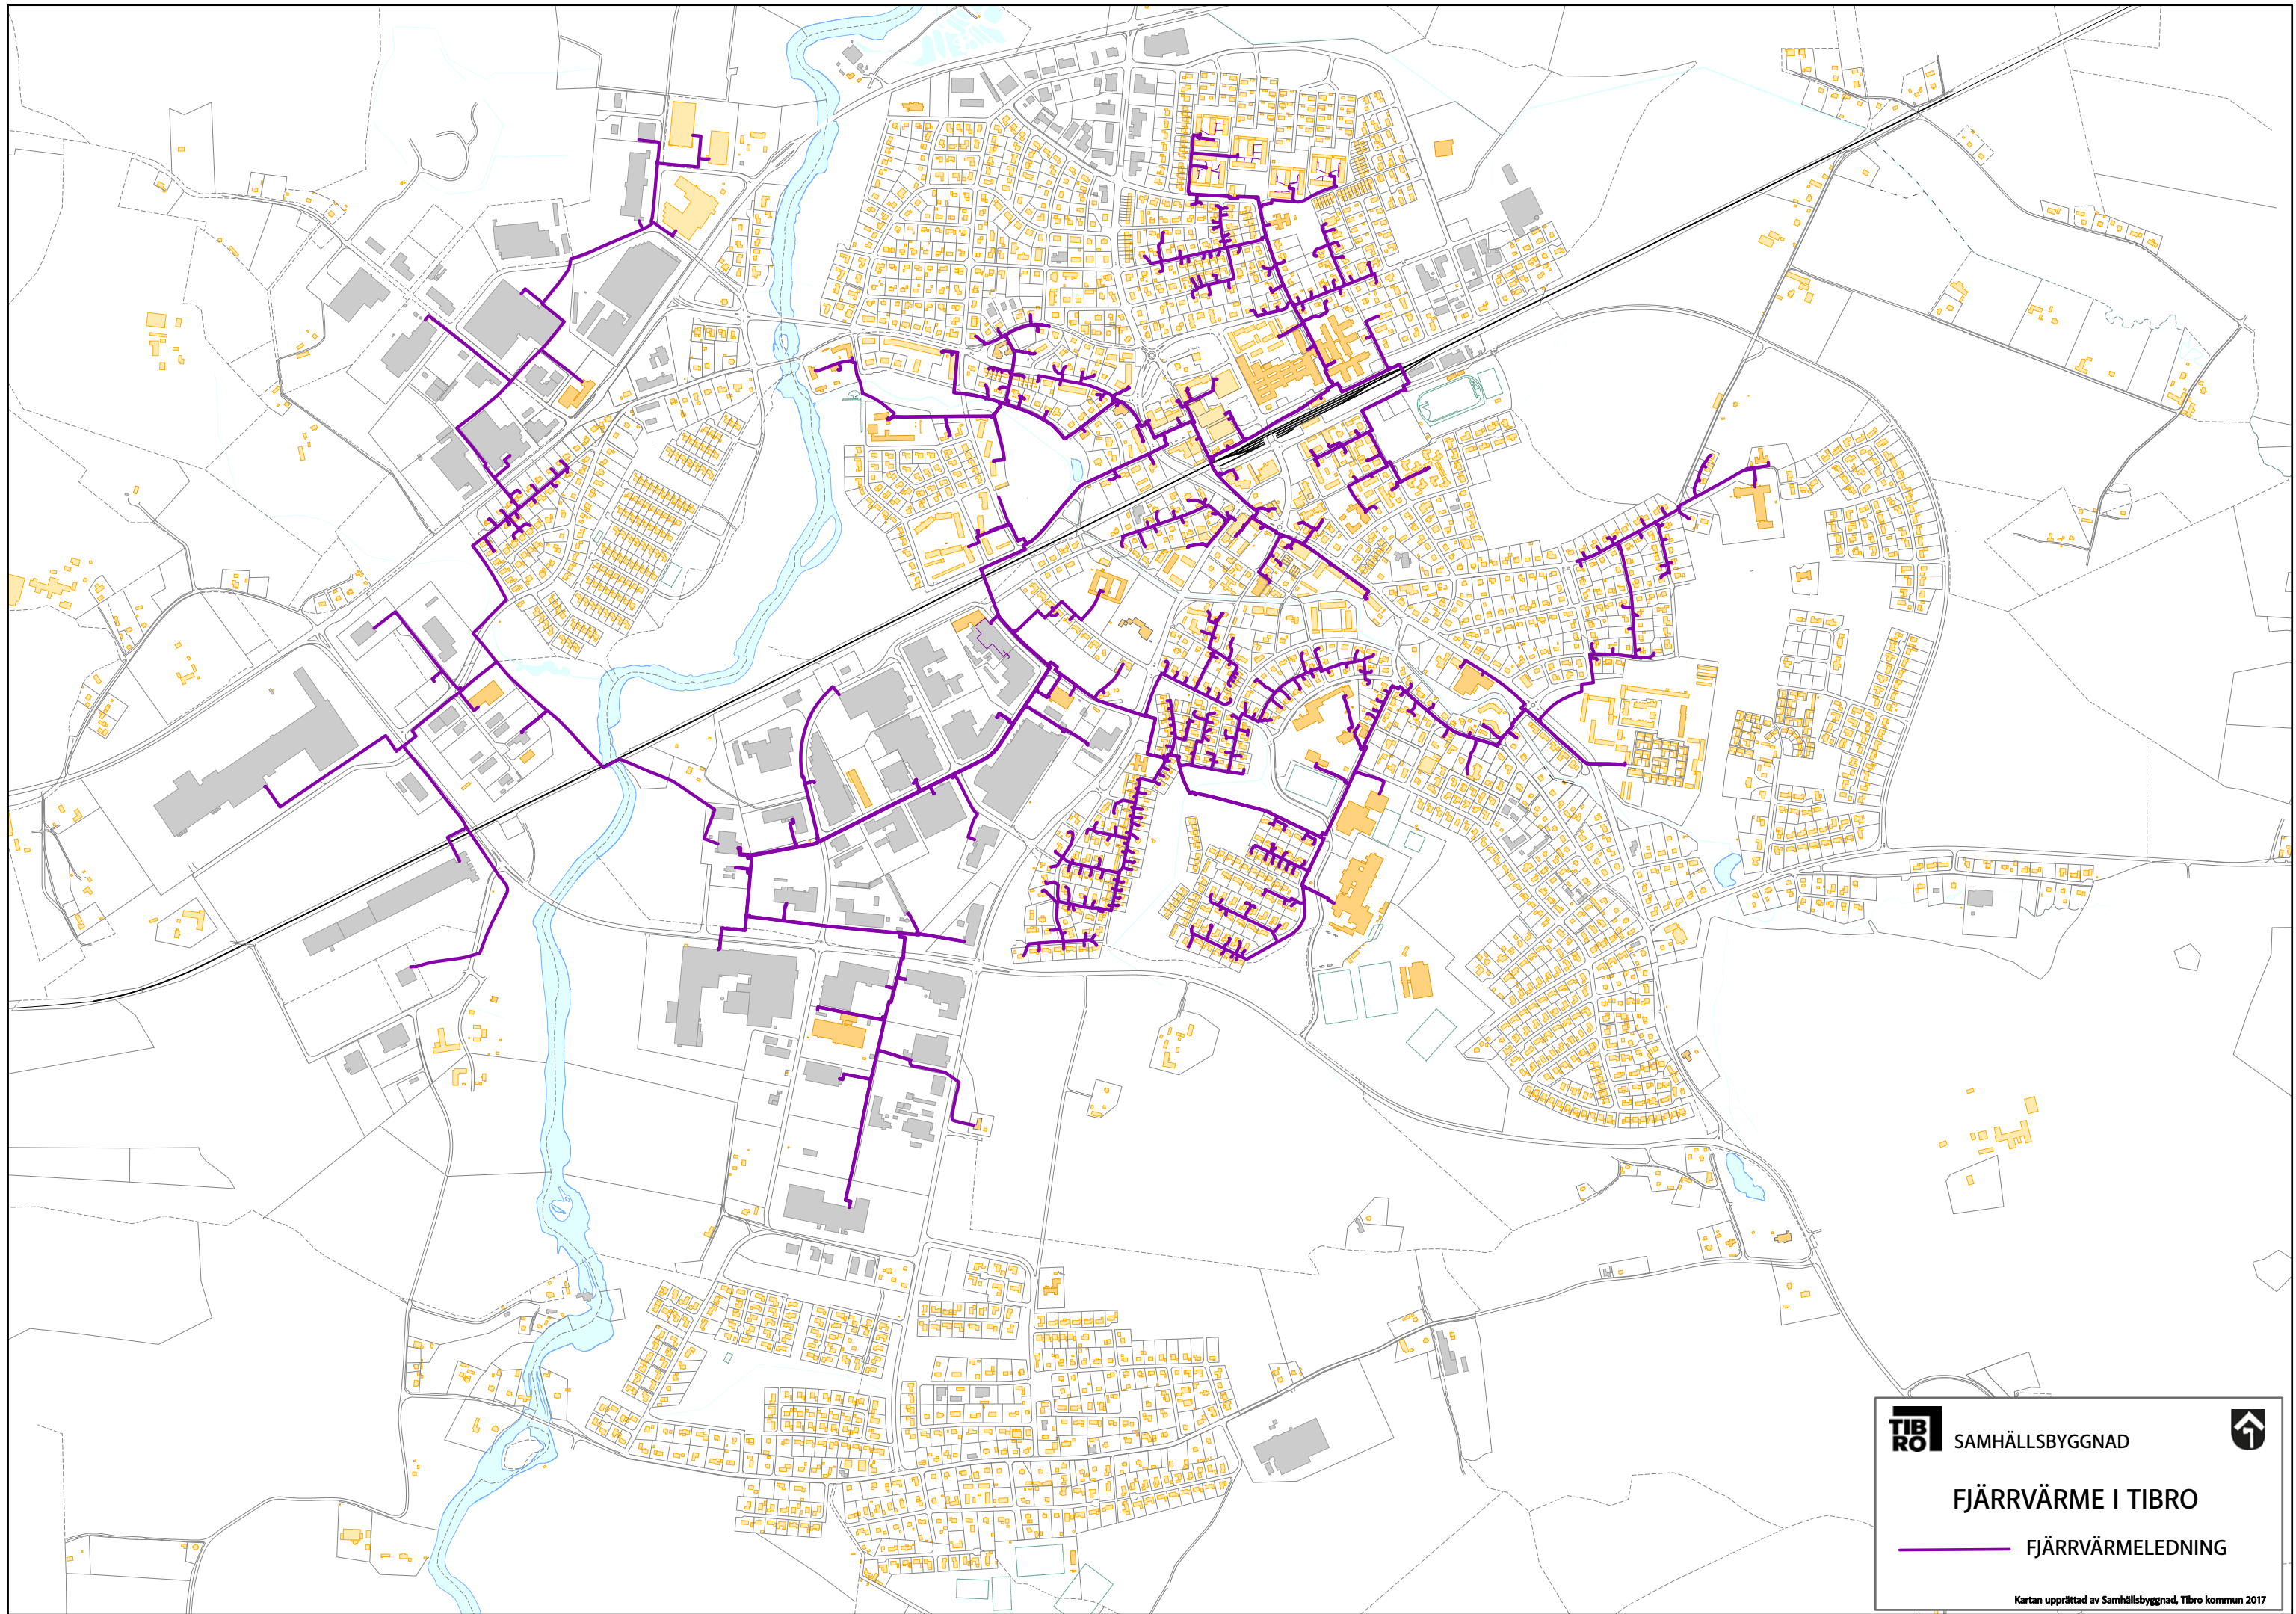 TIB
RO
SAMHÄLLSBYGGNAD
FJÄRRVÄRME I TIBRO
FJÄRRVÄRMELEDNING
Kartan upprättad av Samhällsbyggnad, Tibro kommun 2017